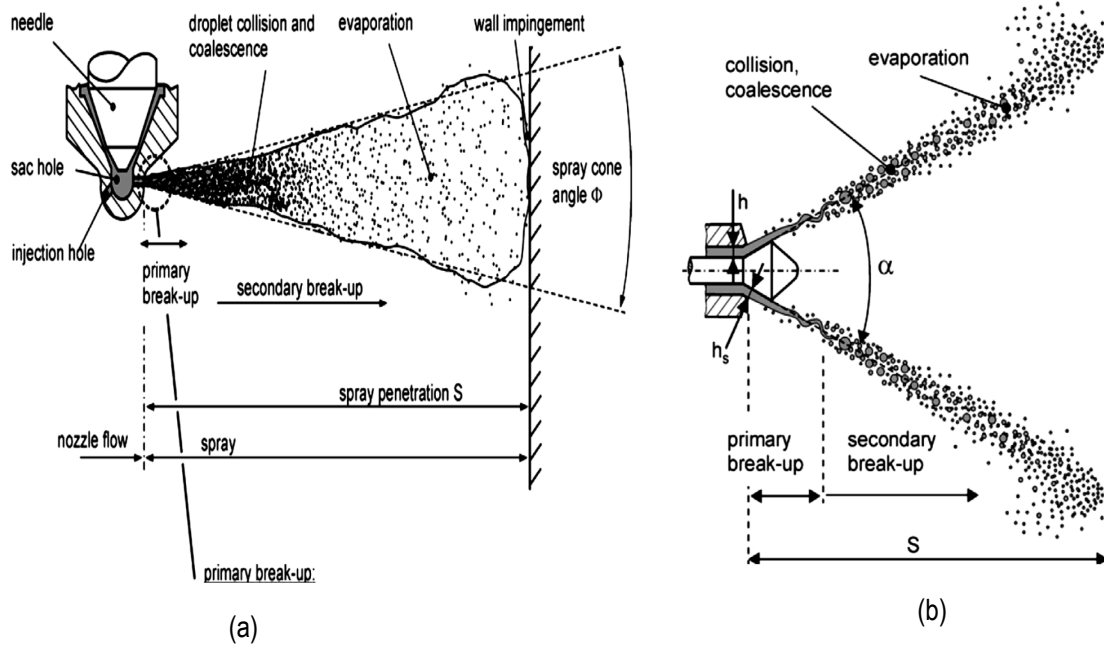 needle
droplet collision and
coalescence
evaporation
wall impingement
sac hole
injection hole
spray cone
angle Φ
primary
break-up
secondary break-up
spray penetration S
nozzle flow
spray
primary break-up:
(a)
collision,
coalescence
evaporation
h
α
hs
primary
break-up
secondary
break-up
S
(b)